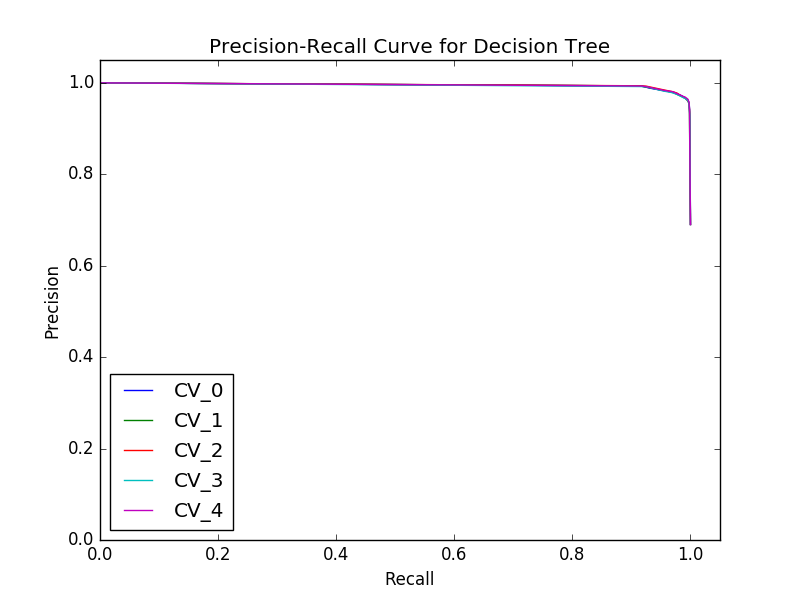 Precision-Recall Curve for Decision Tree
1.0
0.8
0.6
0.4
0.2
0.0
Precision
CV_0
CV_1
CV_2
CV_3
CV_4
0.0 0.2 0.4 0.6 0.8 1.0
Recall